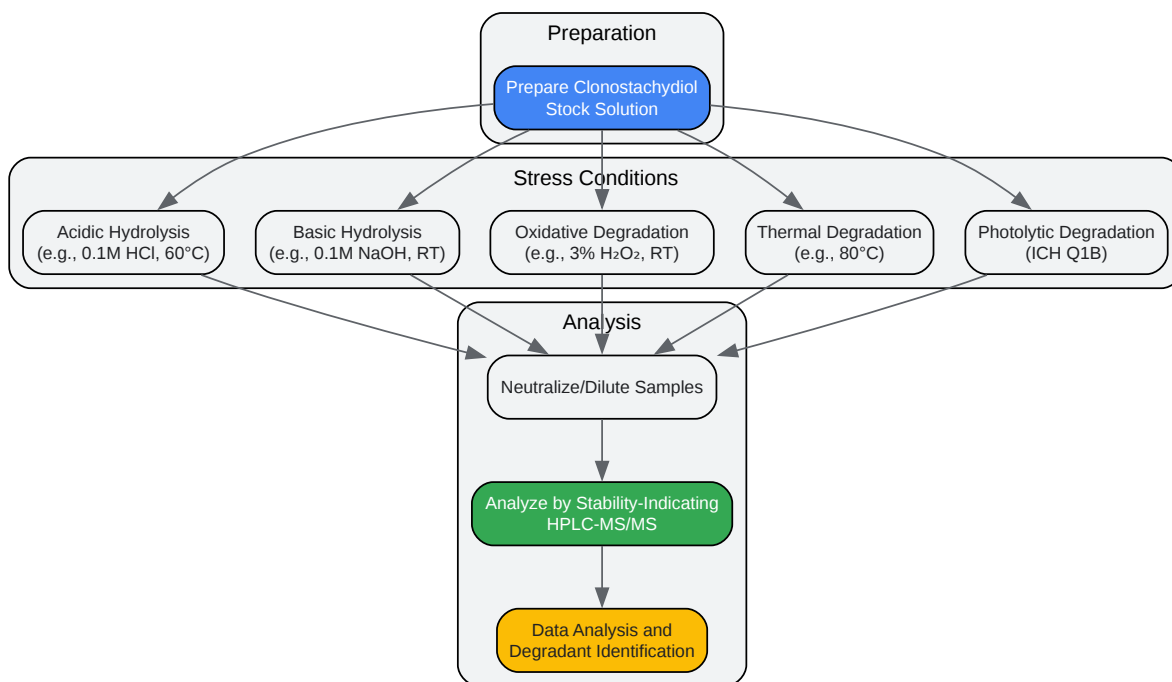 Preparation
Prepare Clonostachydiol
Stock Solution
Stress Conditions
Acidic Hydrolysis
(e.g., 0.1M HCl, 60°C)
Basic Hydrolysis
(e.g., 0.1M NaOH, RT)
Oxidative Degradation
(e.g., 3% H₂O₂, RT)
Thermal Degradation
(e.g., 80°C)
Photolytic Degradation
(ICH Q1B)
Analysis
Neutralize/Dilute Samples
Analyze by Stability-Indicating
HPLC-MS/MS
Data Analysis and
Degradant Identification